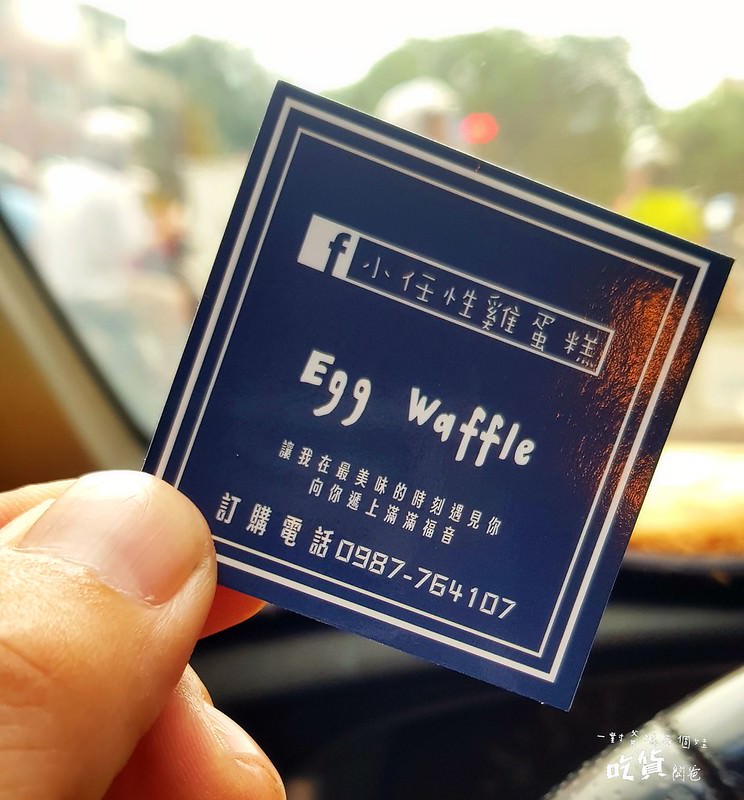 f 小任性雞蛋糕
Egg Waffle
讓我在最美味的時刻遇見你
向你遞上滿滿福音
訂購電話0987-764107
吃貨